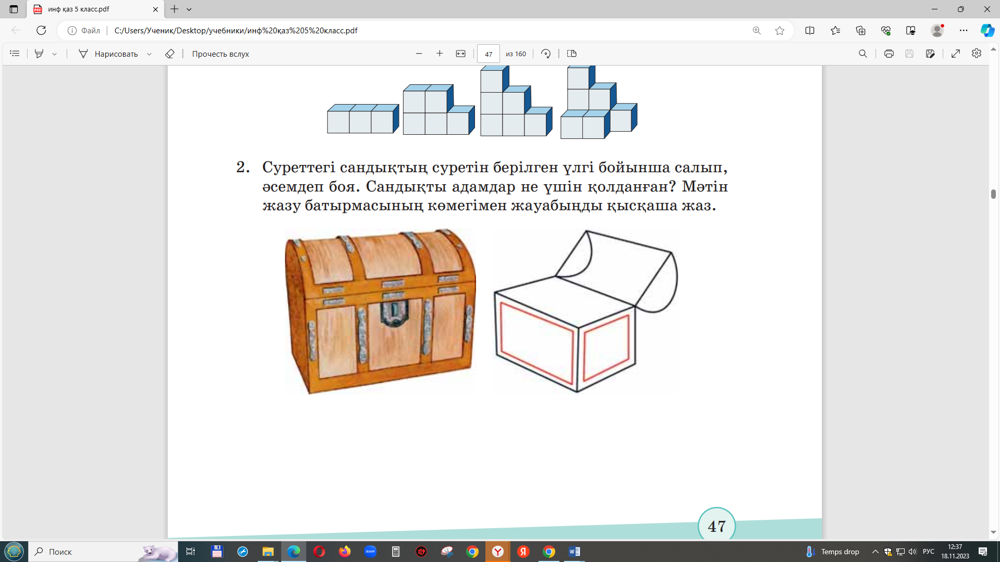 инф қаз 5 класс.pdf
Файл
C:/Users/Ученик/Desktop/учебники/инф%20қаз%205%20класс.pdf
Нарисовать
Прочесть вслух
47
из 160
2. Суреттегі сандықтың суретін берілген үлгі бойынша салып,
әсемдеп боя. Сандықты адамдар не үшін қолданған? Мәтін
жазу батырмасының көмегімен жауабыңды қысқаша жаз.
47
Поиск
zoom
Temps drop
РУС
12:37
18.11.2023